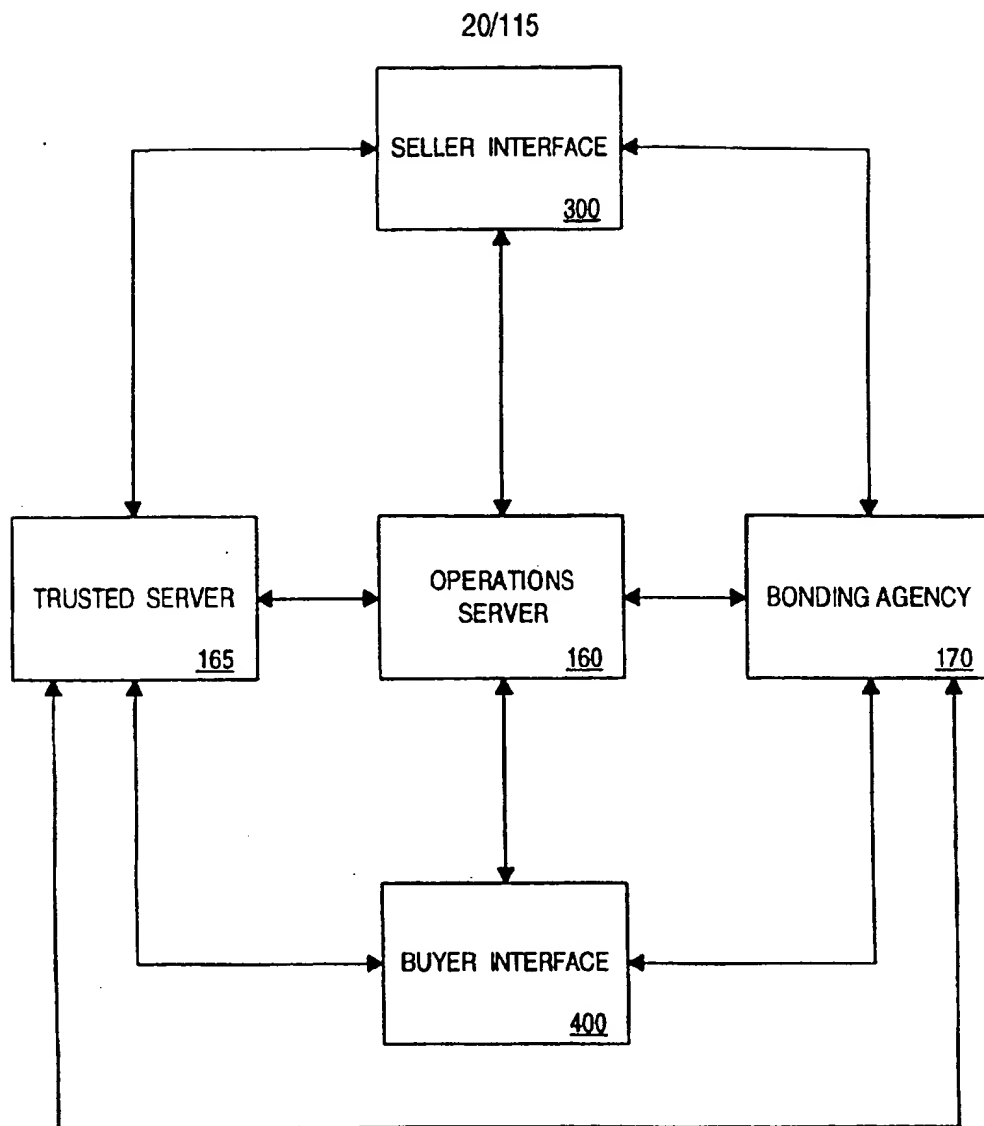 20/115
SELLER INTERFACE
300
TRUSTED SERVER
165
OPERATIONS
SERVER
160
BONDING AGENCY
170
BUYER INTERFACE
400